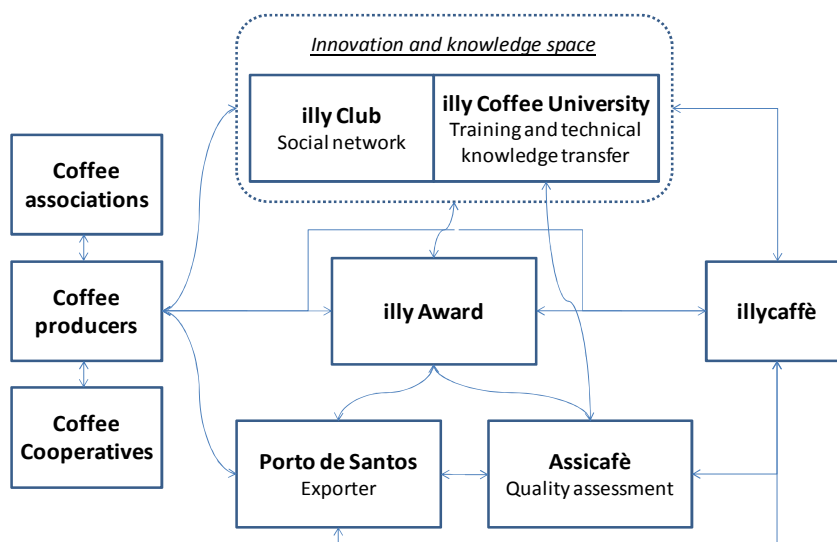 Innovation and knowledge space
illy Club
Social network
illy Coffee University
Training and technical
knowledge transfer
Coffee
associations
Coffee
producers
illy Award
illycaffè
Coffee
Cooperatives
Porto de Santos
Exporter
Assicafè
Quality assessment